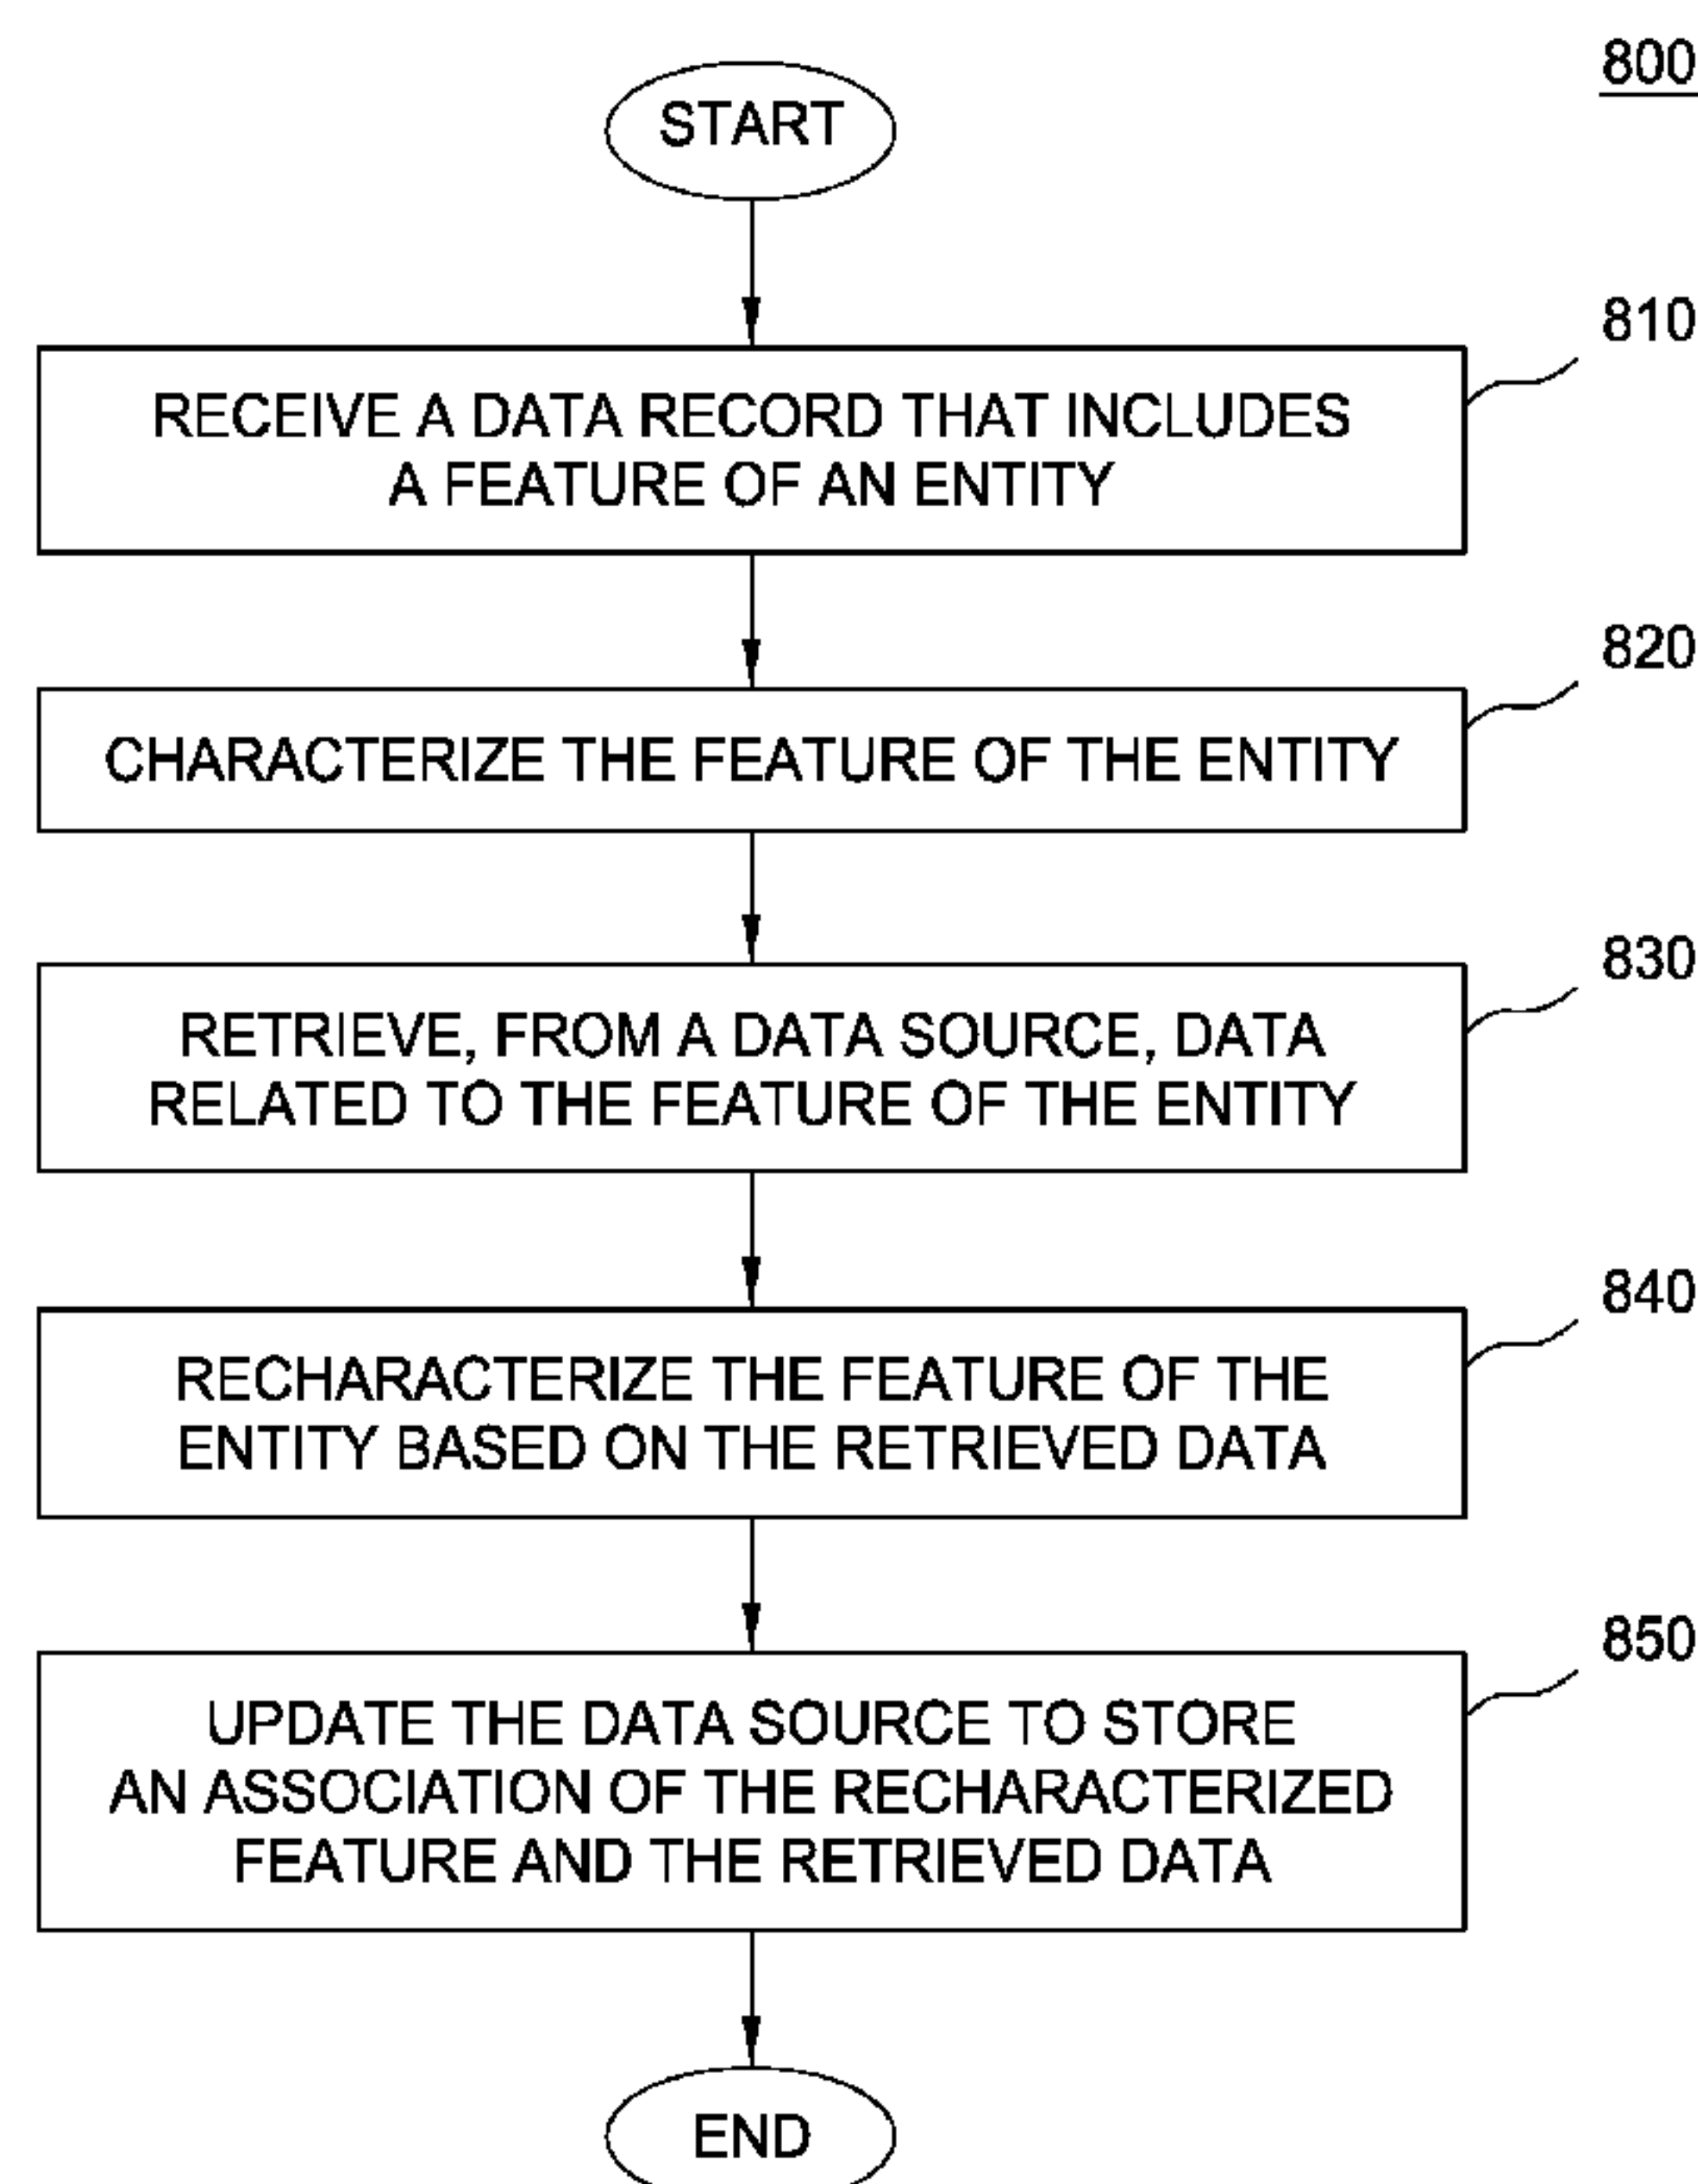 800
START
810
RECEIVE A DATA RECORD THAT INCLUDES
A FEATURE OF AN ENTITY
820
CHARACTERIZE THE FEATURE OF THE ENTITY
830
RETRIEVE, FROM A DATA SOURCE, DATA
RELATED TO THE FEATURE OF THE ENTITY
840
RECHARACTERIZE THE FEATURE OF THE
ENTITY BASED ON THE RETRIEVED DATA
850
UPDATE THE DATA SOURCE TO STORE
AN ASSOCIATION OF THE RECHARACTERIZED
FEATURE AND THE RETRIEVED DATA
END